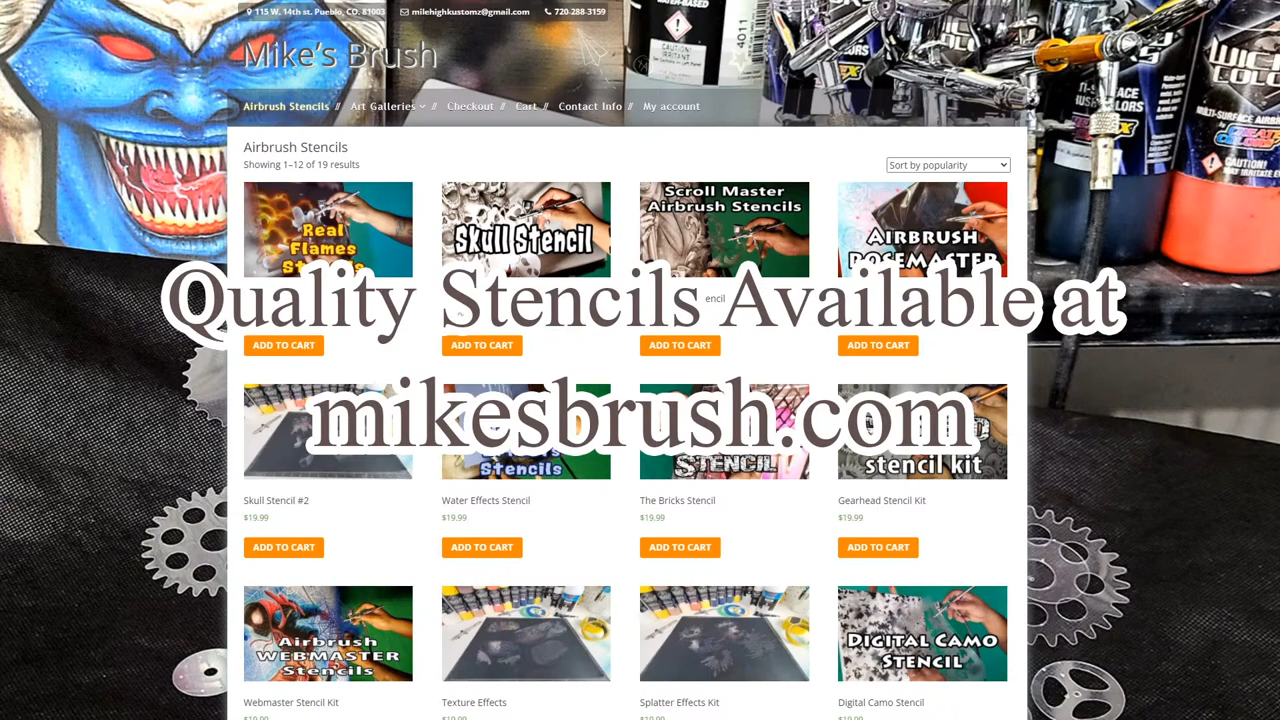 115 W. 14th st. Pueblo, CO. 81003 milehighkustomz@gmail.com 720-288-3159
Mike's Brush
Airbrush Stencils // Art Galleries // Checkout // Cart // Contact Info // My account
Airbrush Stencils
Showing 1–12 of 19 results
Sort by popularity
Real
Flames
Skull Stencil
Scroll Master
Airbrush Stencils
AIRBRUSH
Quality Stencils Available at
encil
ADD TO CART ADD TO CART ADD TO CART ADD TO CART
mikesbrush.com
Stencils
STENCIL
stencil kit
Skull Stencil #2 Water Effects Stencil The Bricks Stencil Gearhead Stencil Kit
$19.99 $19.99 $19.99 $19.99
ADD TO CART ADD TO CART ADD TO CART ADD TO CART
Airbrush
WEBMASTER
Stencils
DIGITAL CAMO
STENCIL
Webmaster Stencil Kit Texture Effects Splatter Effects Kit Digital Camo Stencil
WATER-BASED
CAUTION!
IRRITANT
4011